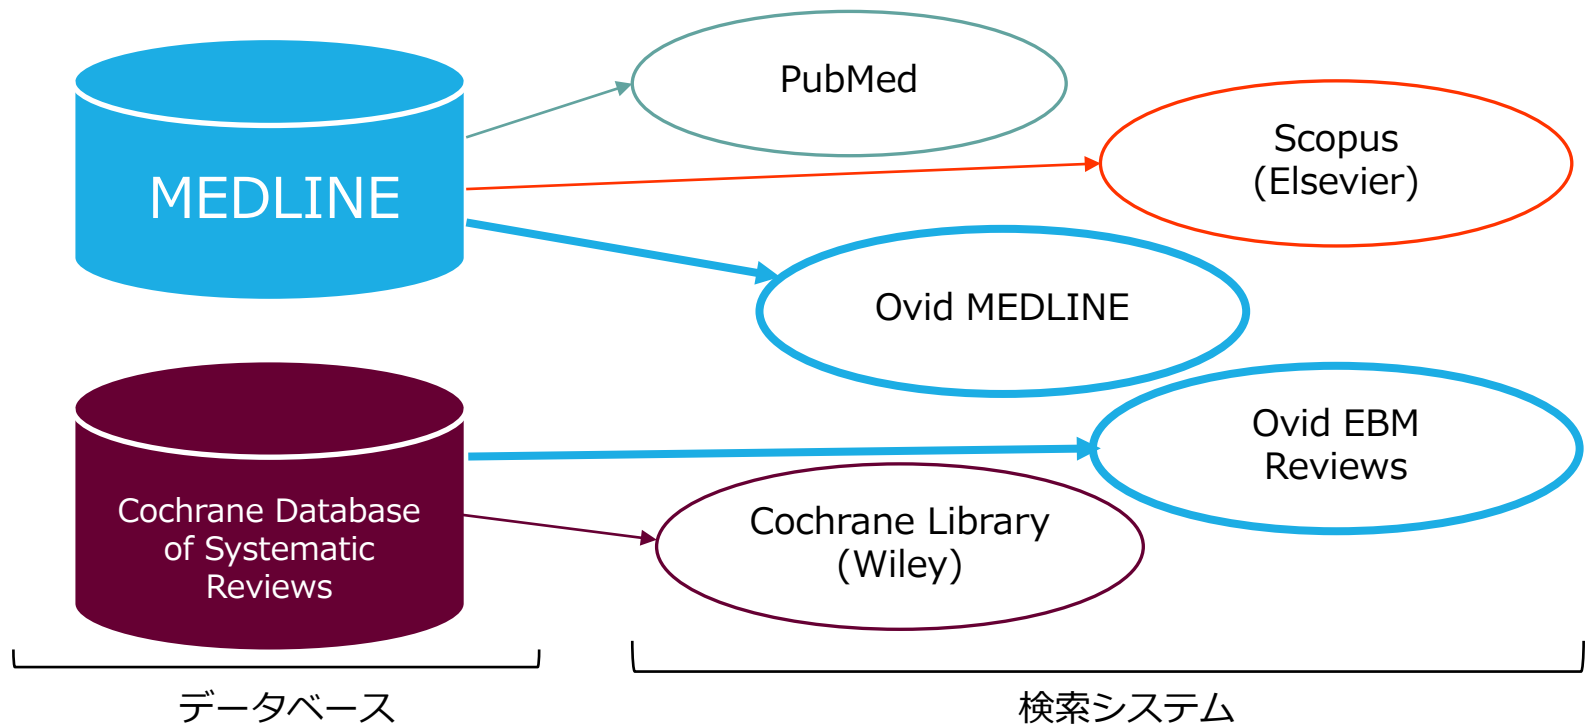 MEDLINE
PubMed
Scopus
(Elsevier)
Ovid MEDLINE
Cochrane Database
of Systematic
Reviews
Ovid EBM
Reviews
Cochrane Library
(Wiley)
データベース
検索システム